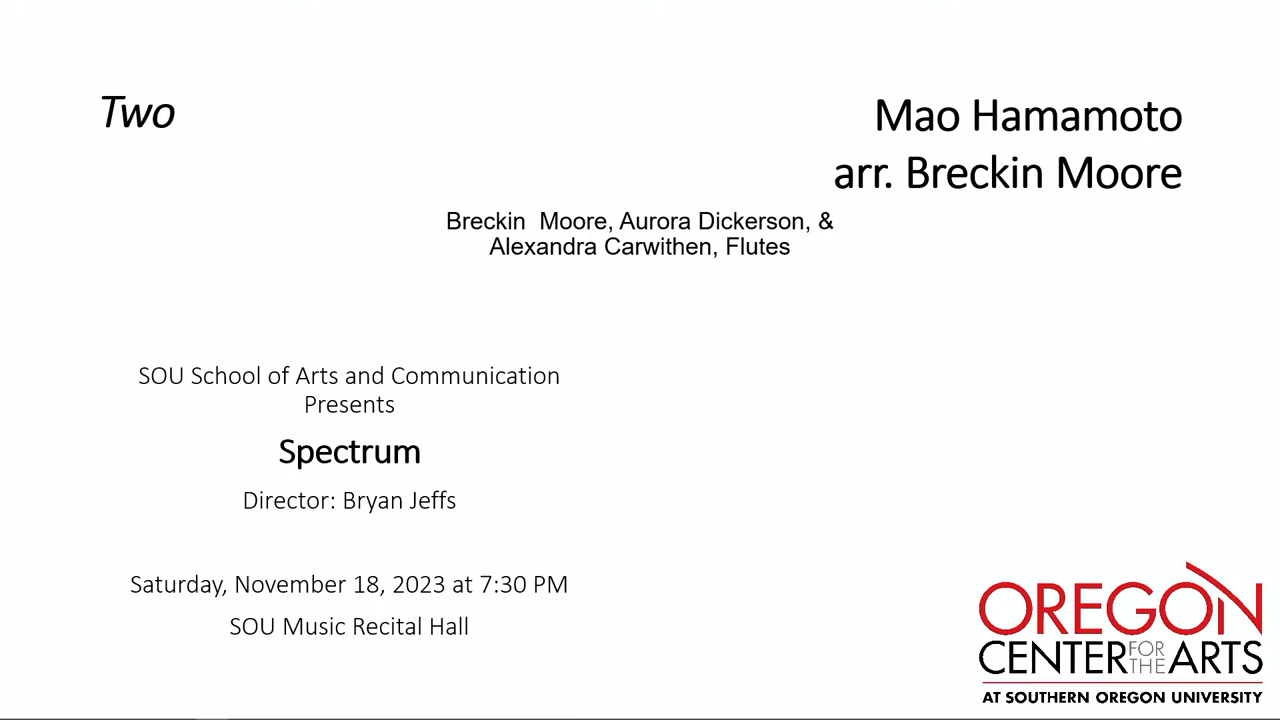 Two
Mao Hamamoto
arr. Breckin Moore
Breckin  Moore, Aurora Dickerson, &
Alexandra Carwithen, Flutes
SOU School of Arts and Communication
Presents
Spectrum
Director: Bryan Jeffs
Saturday, November 18, 2023 at 7:30 PM
SOU Music Recital Hall
OREGON
CENTER FOR THE ARTS
AT SOUTHERN OREGON UNIVERSITY